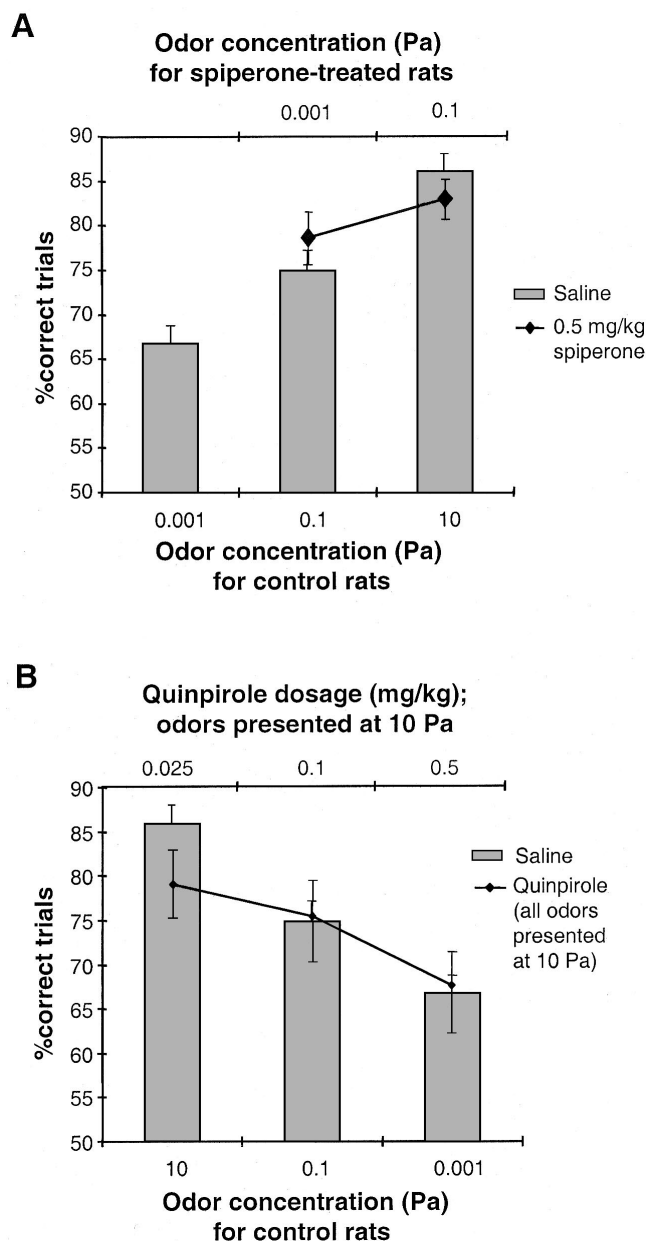 A
Odor concentration (Pa)
for spiperone-treated rats
0.001 0.1
90
85
80
75
70
65
60
55
50
%correct trials
Saline
0.5 mg/kg
spiperone
0.001 0.1 10
Odor concentration (Pa)
for control rats
B
Quinpirole dosage (mg/kg);
odors presented at 10 Pa
0.025 0.1 0.5
90
85
80
75
70
65
60
55
50
%correct trials
Saline
Quinpirole
(all odors
presented
at 10 Pa)
10 0.1 0.001
Odor concentration (Pa)
for control rats